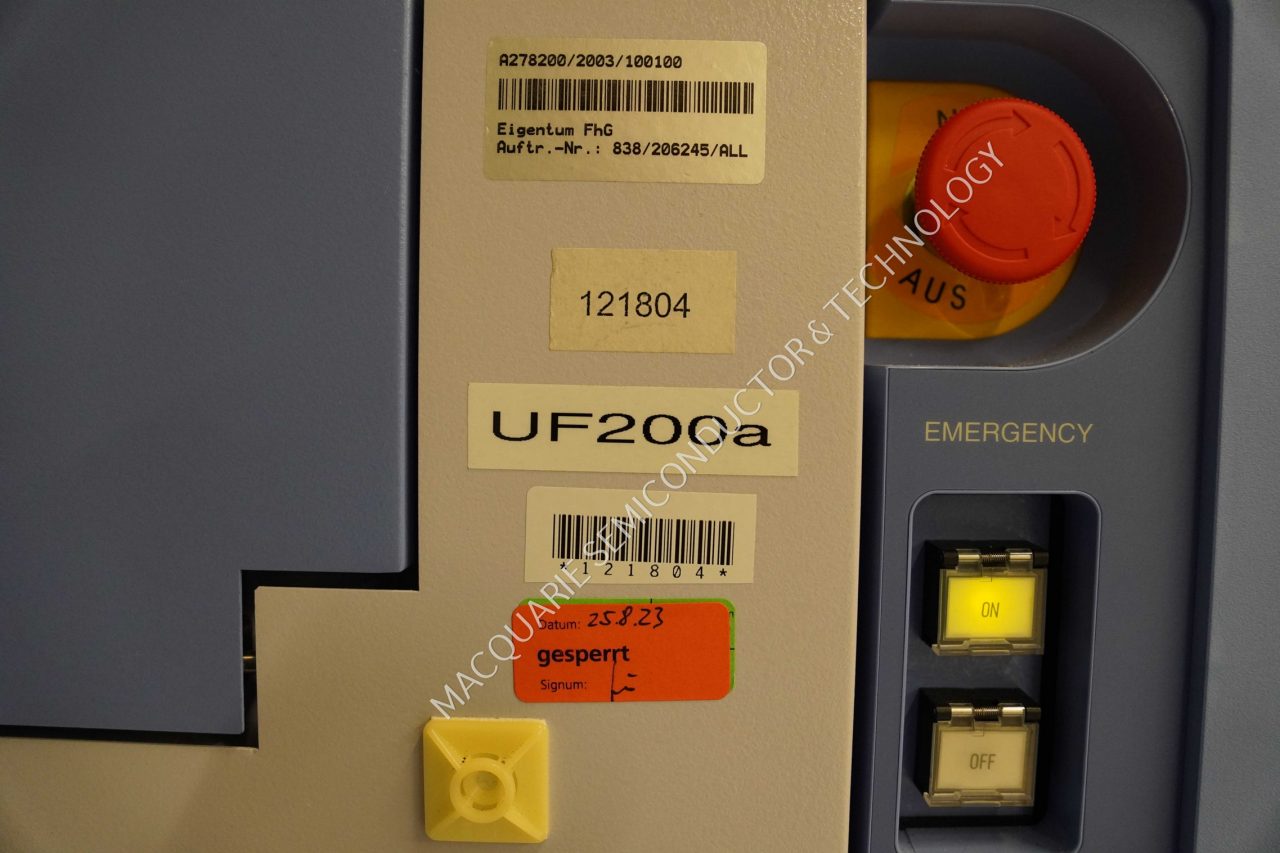 A278200/2003/100100
Eigentum FhG
Auftr.-Nr.: 838/206245/ALL
121804
UF200a
*121804*
Datum: 25.8.23
gesperrt
Signum:
AUS
EMERGENCY
ON
OFF
MACQUARIE SEMICONDUCTOR & TECHNOLOGY